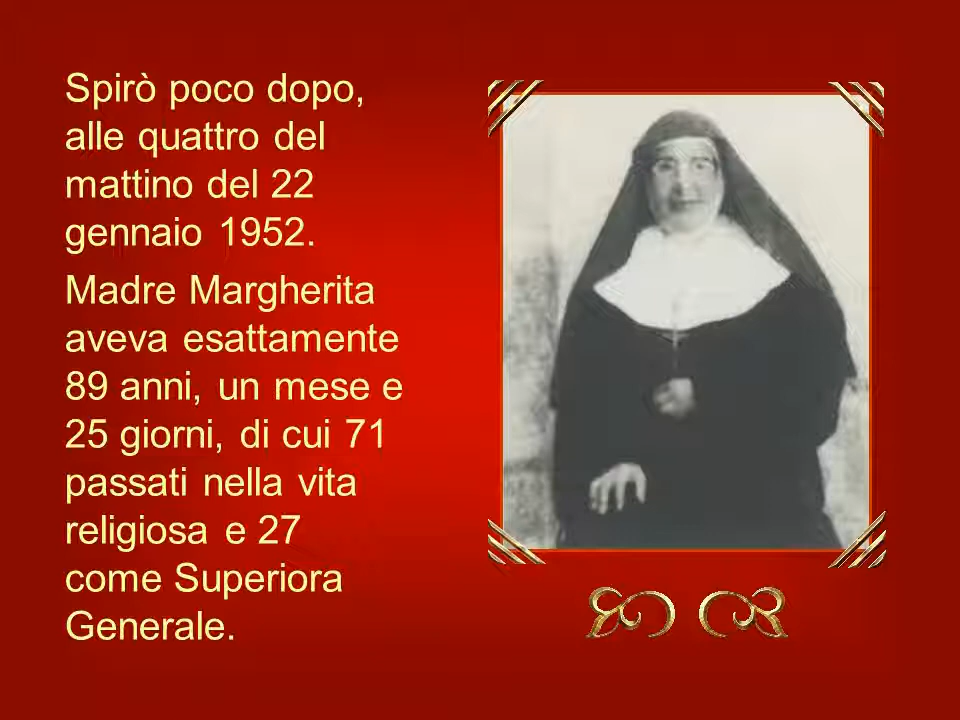 Spirò poco dopo,
alle quattro del
mattino del 22
gennaio 1952.
Madre Margherita
aveva esattamente
89 anni, un mese e
25 giorni, di cui 71
passati nella vita
religiosa e 27
come Superiora
Generale.